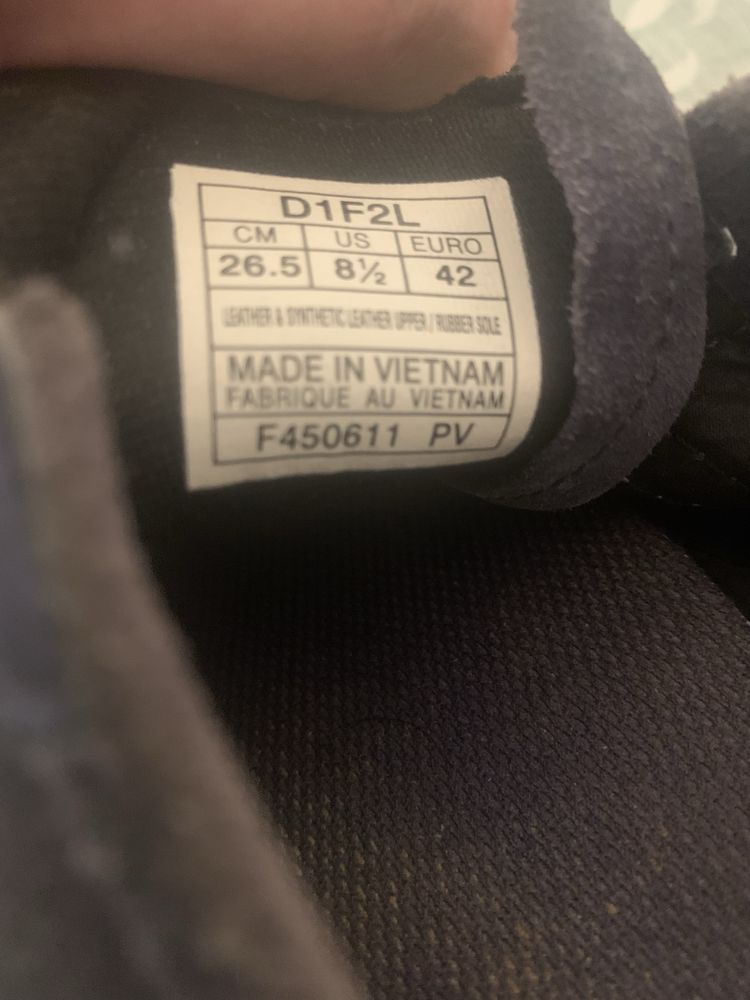 D1F2L
CM US EURO
26.5 8½ 42
LEATHER & SYNTHETIC LEATHER UPPER / RUBBER SOLE
MADE IN VIETNAM
FABRIQUE AU VIETNAM
F450611 PV